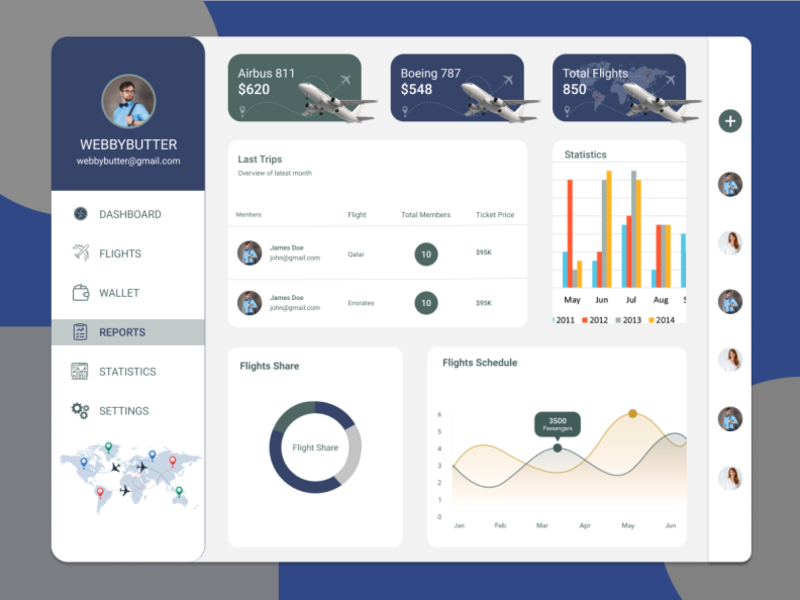 WEBBYBUTTER
webbybutter@gmail.com
DASHBOARD
FLIGHTS
WALLET
REPORTS
STATISTICS
SETTINGS
Airbus 811
$620
Boeing 787
$548
Total Flights
850
Last Trips
Overview of latest month
Members Flight Total Members Ticket Price
James Doe
john@gmail.com
Qatar
10
$95K
James Doe
john@gmail.com
Emirates
10
$95K
Statistics
May Jun Jul Aug S
2011 2012 2013 2014
Flights Share
Flight Share
Flights Schedule
3500
Passengers
6
5
4
3
2
1
0
Jan Feb Mar Apr May Jun
+